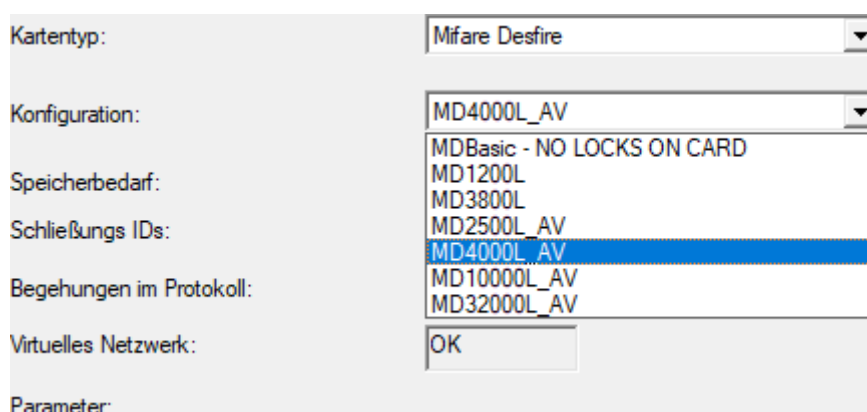 Kartentyp:
Mifare Desfire
Konfiguration:
MD4000L_AV
MDBasic - NO LOCKS ON CARD
MD1200L
MD3800L
MD2500L_AV
MD4000L_AV
MD10000L_AV
MD32000L_AV
Speicherbedarf:
Schließungs IDs:
Begehungen im Protokoll:
Virtuelles Netzwerk:
OK
Parameter: